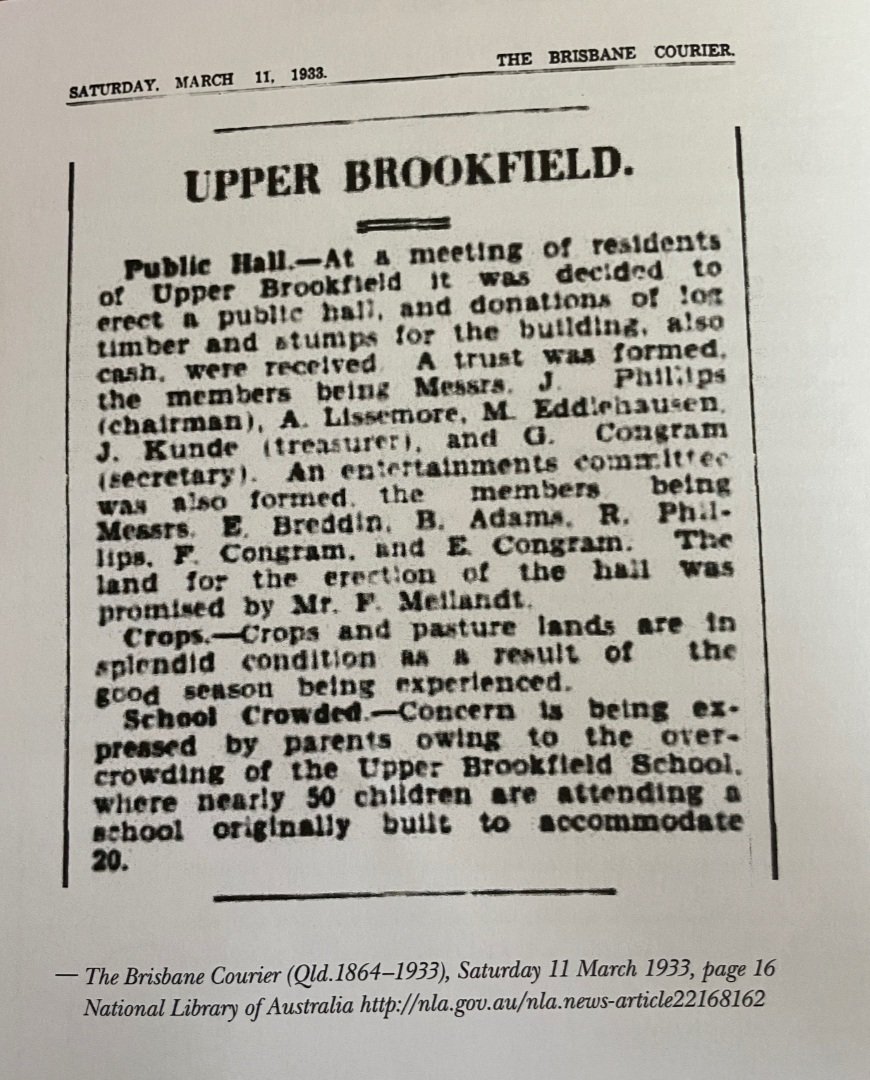 SATURDAY, MARCH 11, 1933.
THE BRISBANE COURIER.
UPPER BROOKFIELD.
Public Hall.—At a meeting of residents
of Upper Brookfield it was decided to
erect a public hall, and donations of log
timber and stumps for the building, also
cash, were received. A trust was formed,
the members being Messrs. J. Phillips
(chairman), A. Lissemore, M. Eddlehausen,
J. Kunde (treasurer), and G. Congram
(secretary). An entertainments committee
was also formed, the members being
Messrs. E. Breddin, B. Adams, R. Phil-
lips, F. Congram, and E. Congram. The
land for the erection of the hall was
promised by Mr. F. Meilandt.
Crops.—Crops and pasture lands are in
splendid condition as a result of the
good season being experienced.
School Crowded.—Concern is being ex-
pressed by parents owing to the over-
crowding of the Upper Brookfield School,
where nearly 50 children are attending a
school originally built to accommodate
20.
— The Brisbane Courier (Qld.1864–1933), Saturday 11 March 1933, page 16
National Library of Australia http://nla.gov.au/nla.news-article22168162